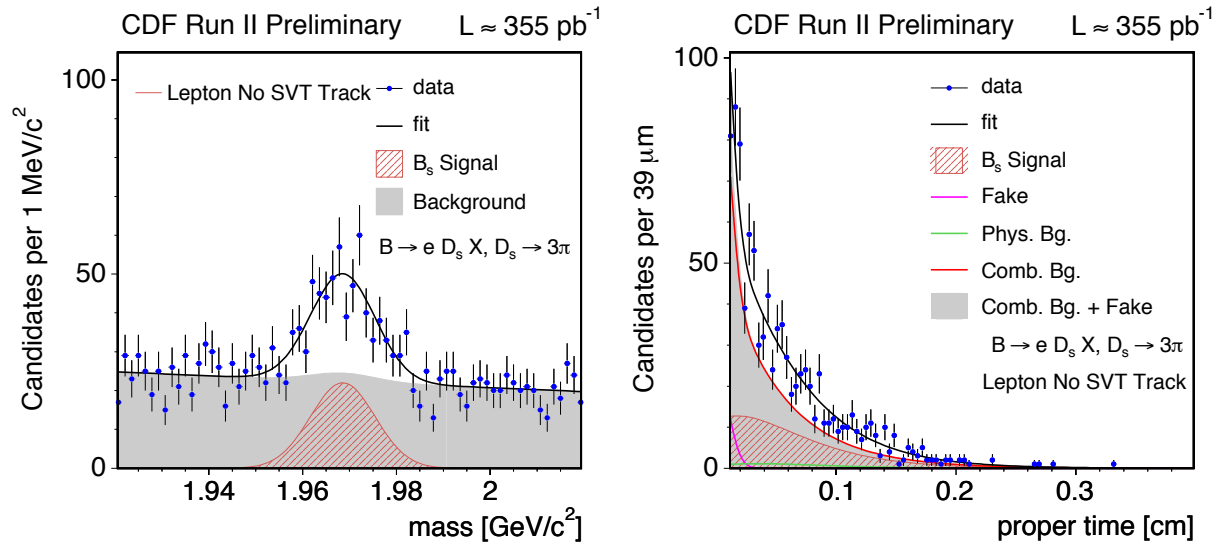 CDF Run II Preliminary L ≈ 355 pb⁻¹
Candidates per 1 MeV/c²
100
50
0
Lepton No SVT Track
data
fit
Bₛ Signal
Background
B → e Dₛ X, Dₛ → 3π
1.94 1.96 1.98 2
mass [GeV/c²]
CDF Run II Preliminary L ≈ 355 pb⁻¹
Candidates per 39 μm
100
50
0
data
fit
Bₛ Signal
Fake
Phys. Bg.
Comb. Bg.
Comb. Bg. + Fake
B → e Dₛ X, Dₛ → 3π
Lepton No SVT Track
0.1 0.2 0.3
proper time [cm]